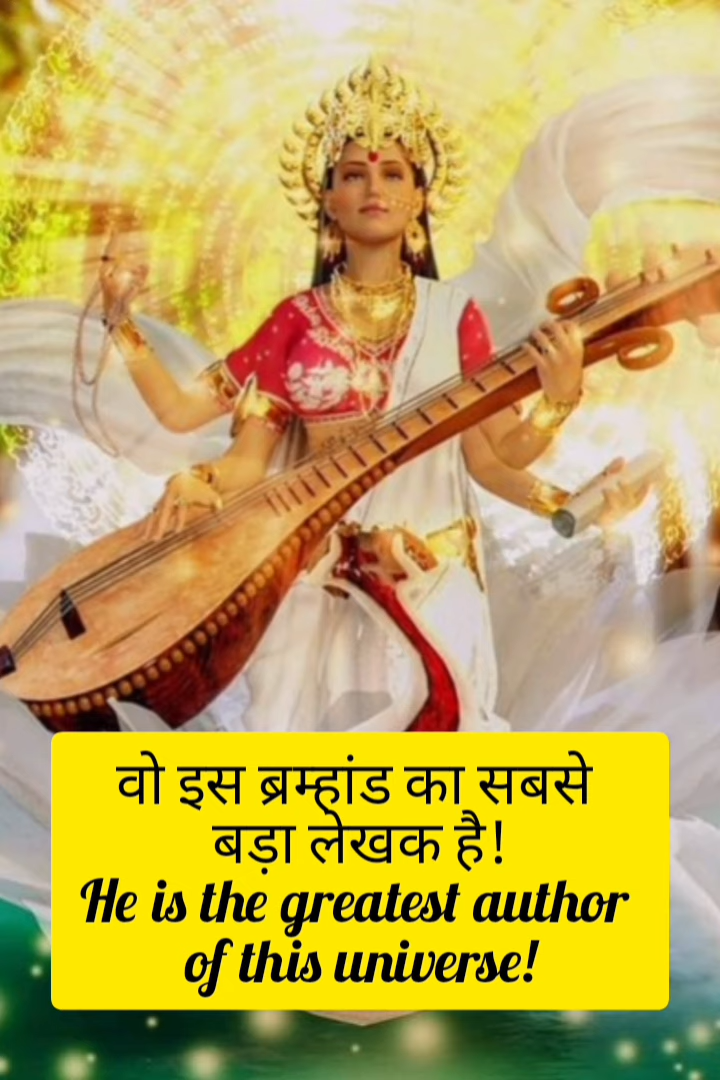 वो इस ब्रम्हांड का सबसे
बड़ा लेखक है!
He is the greatest author
of this universe!